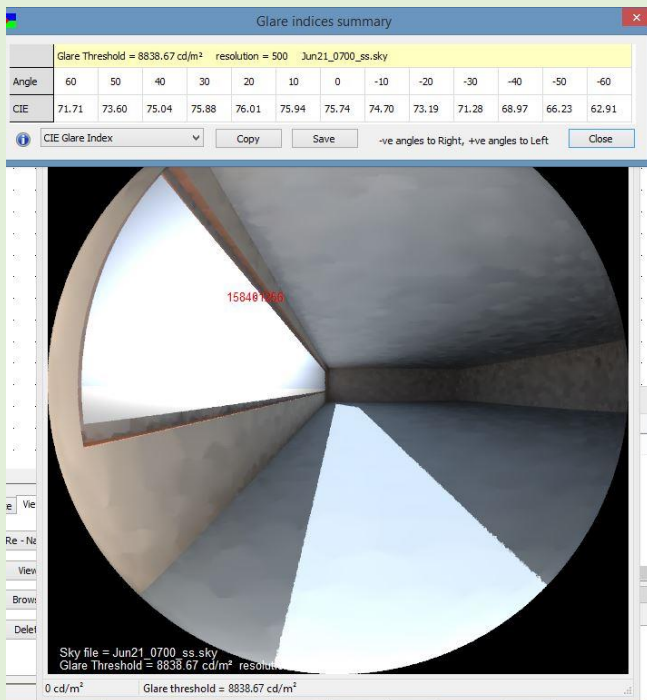 Glare indices summary
Glare Threshold = 8838.67 cd/m² resolution = 500 Jun21_0700_ss.sky
Angle 60 50 40 30 20 10 0 -10 -20 -30 -40 -50 -60
CIE 71.71 73.60 75.04 75.88 76.01 75.94 75.74 74.70 73.19 71.28 68.97 66.23 62.91
CIE Glare Index Copy Save -ve angles to Right, +ve angles to Left Close
Vie
Re - Na
View
Brows
Delet
Sky file = Jun21_0700_ss.sky
Glare Threshold = 8838.67 cd/m² resolut
0 cd/m² Glare threshold = 8838.67 cd/m²